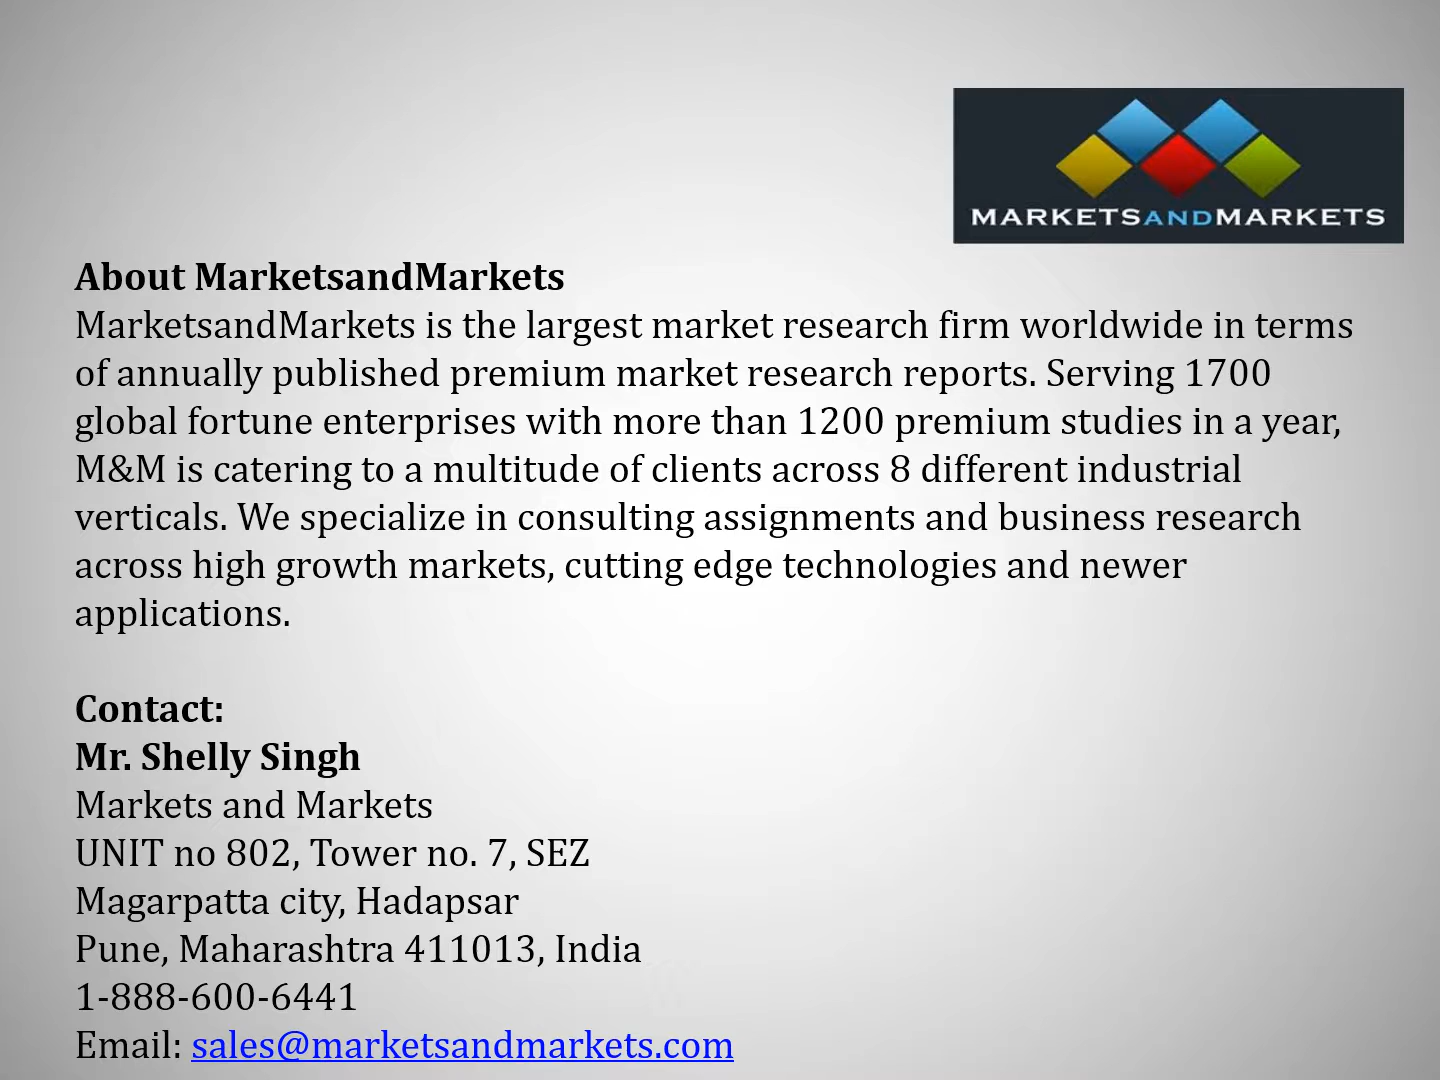 MARKETSANDMARKETS
About MarketsandMarkets
MarketsandMarkets is the largest market research firm worldwide in terms
of annually published premium market research reports. Serving 1700
global fortune enterprises with more than 1200 premium studies in a year,
M&M is catering to a multitude of clients across 8 different industrial
verticals. We specialize in consulting assignments and business research
across high growth markets, cutting edge technologies and newer
applications.
Contact:
Mr. Shelly Singh
Markets and Markets
UNIT no 802, Tower no. 7, SEZ
Magarpatta city, Hadapsar
Pune, Maharashtra 411013, India
1-888-600-6441
Email: sales@marketsandmarkets.com